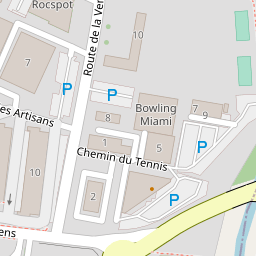 Rocspot
10
Route de la Ver
7
P
P
8
Bowling
Miami
7
9
es Artisans
P
1
5
Chemin du Tennis
10
2
P
ens